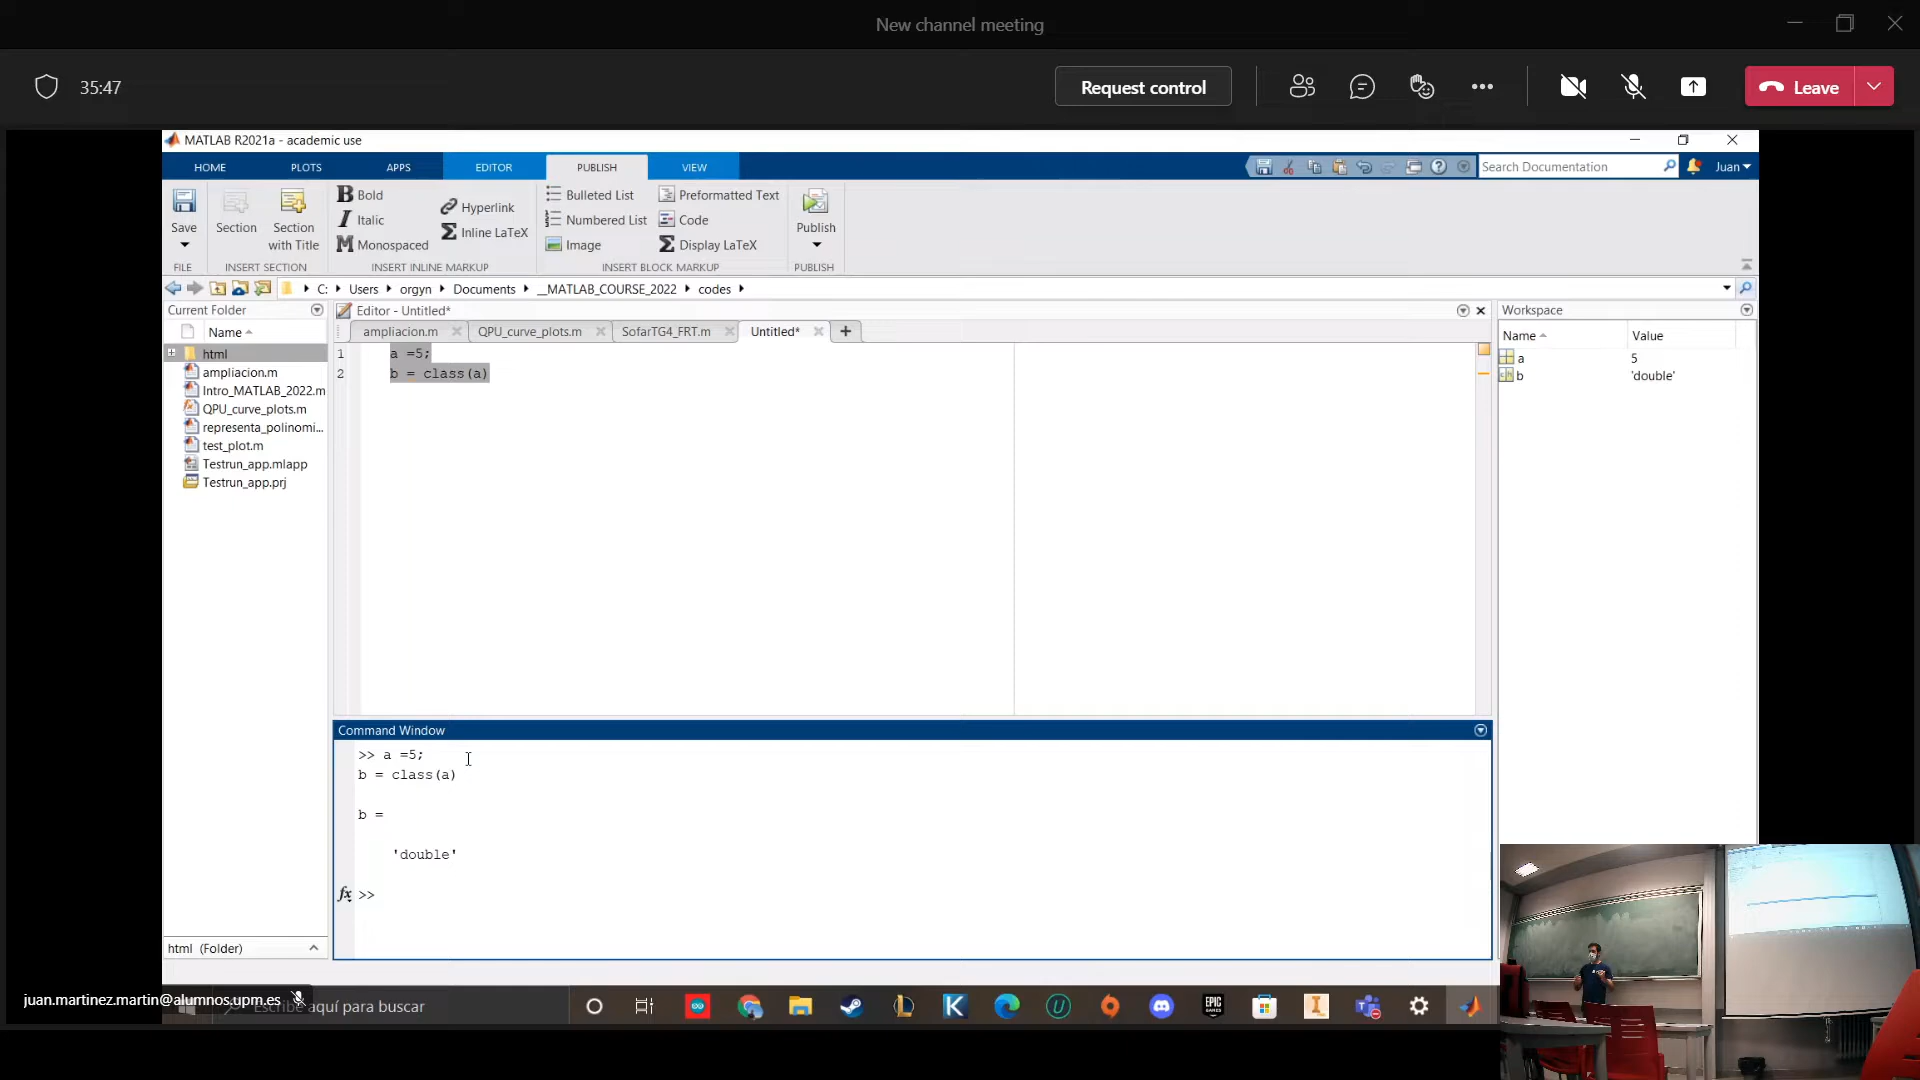 New channel meeting
35:47
Request control
Leave
MATLAB R2021a - academic use
HOME PLOTS APPS EDITOR PUBLISH VIEW
Search Documentation
Juan
Save
Section
Section with Title
B Bold
I Italic
M Monospaced
Hyperlink
Σ Inline LaTeX
Bulleted List
Numbered List
Image
Preformatted Text
Code
Σ Display LaTeX
Publish
FILE INSERT SECTION INSERT INLINE MARKUP INSERT BLOCK MARKUP PUBLISH
C: Users orgyn Documents __MATLAB_COURSE_2022 codes
Current Folder
Name
html
ampliacion.m
Intro_MATLAB_2022.m
QPU_curve_plots.m
representa_polinomi...
test_plot.m
Testrun_app.mlapp
Testrun_app.prj
html (Folder)
Editor - Untitled*
ampliacion.m QPU_curve_plots.m SofarTG4_FRT.m Untitled* +
1 a =5;
2 b = class(a)
Workspace
Name Value
a 5
b 'double'
Command Window
>> a =5;
b = class(a)
b =
'double'
fx >>
juan.martinez.martin@alumnos.upm.es
Escribe aquí para buscar
EPIC GAMES